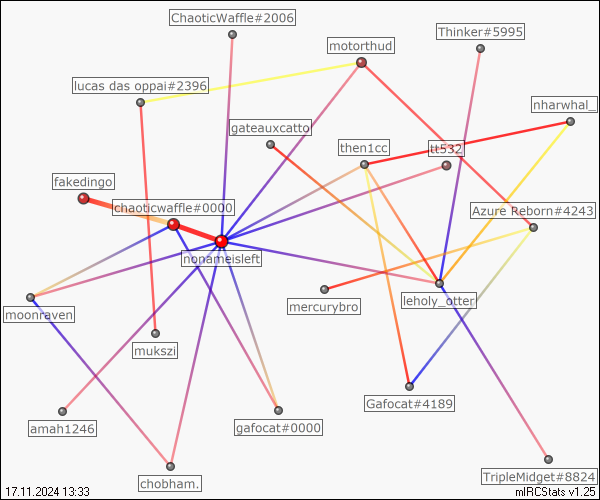 ChaoticWaffle#2006
Thinker#5995
motorthud
lucas das oppai#2396
nharwhal_
gateauxcatto
then1cc
tt532
fakedingo
chaoticwaffle#0000
Azure Reborn#4243
nonameisleft
leholy_otter
mercurybro
moonraven
mukszi
Gafocat#4189
amah1246
gafocat#0000
chobham.
TripleMidget#8824
17.11.2024 13:33
mIRCStats v1.25